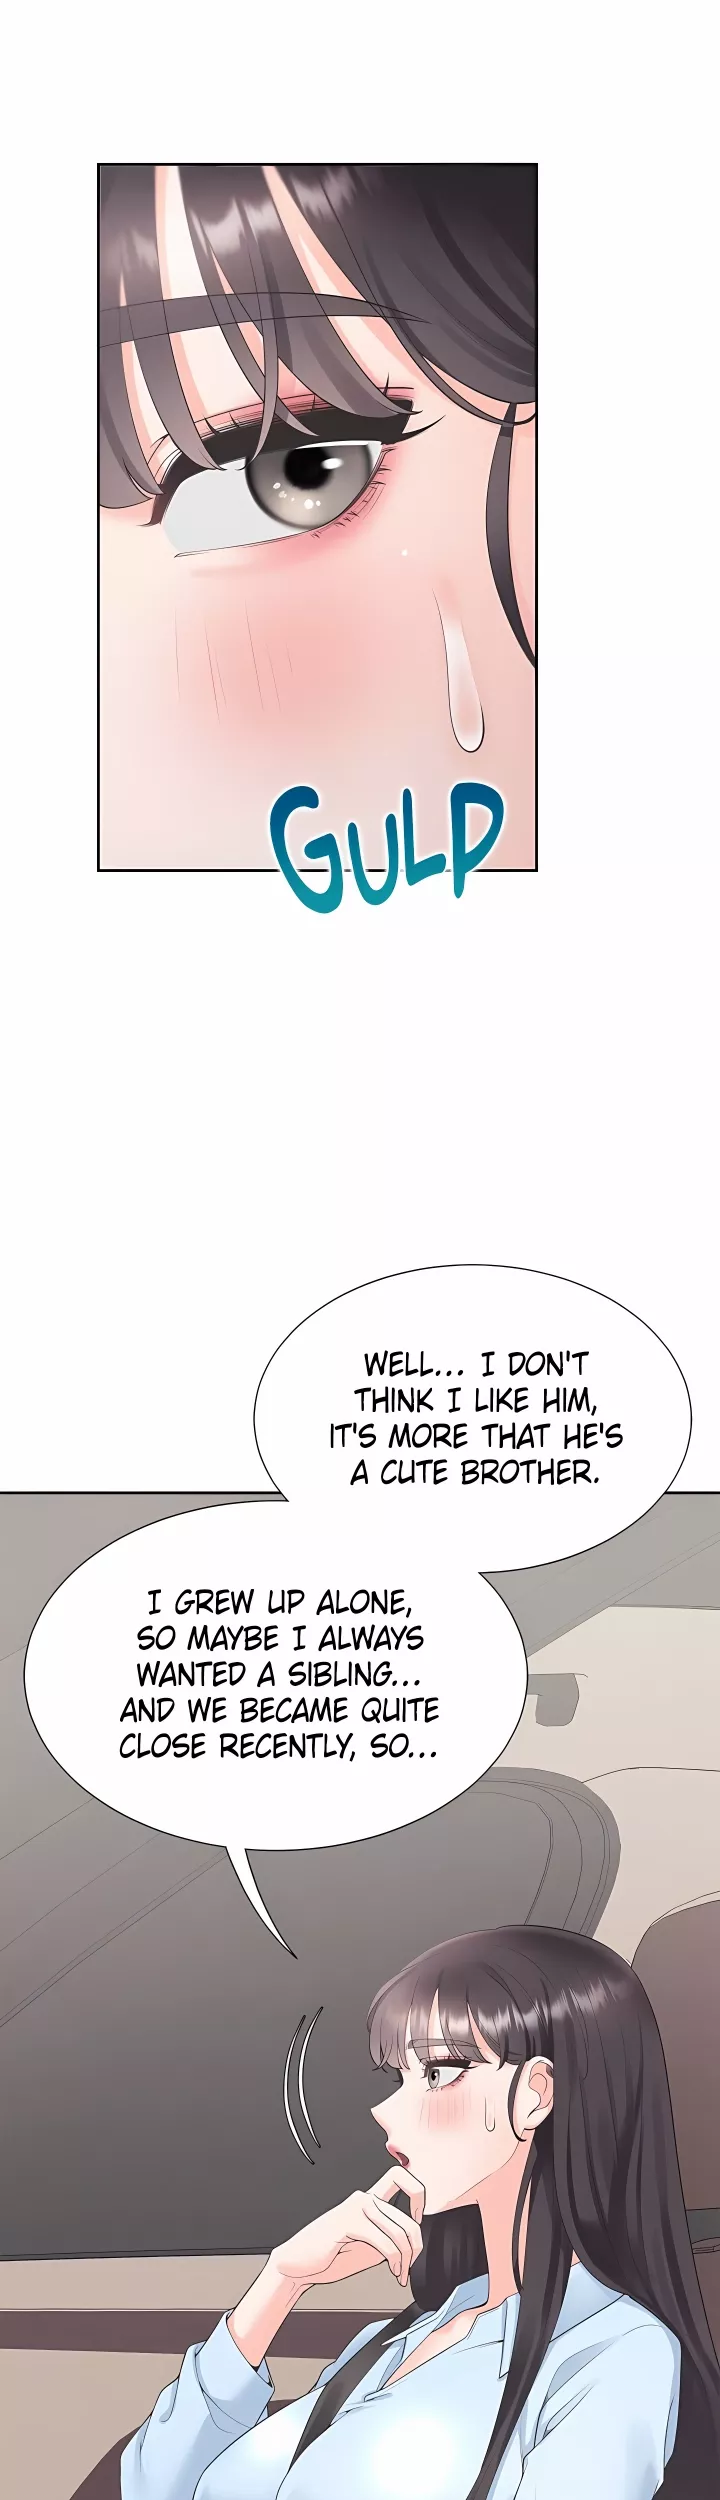 GULP
WELL... I DON'T
THINK I LIKE HIM,
IT'S MORE THAT HE'S
A CUTE BROTHER.
I GREW UP ALONE,
SO MAYBE I ALWAYS
WANTED A SIBLING...
AND WE BECAME QUITE
CLOSE RECENTLY, SO...